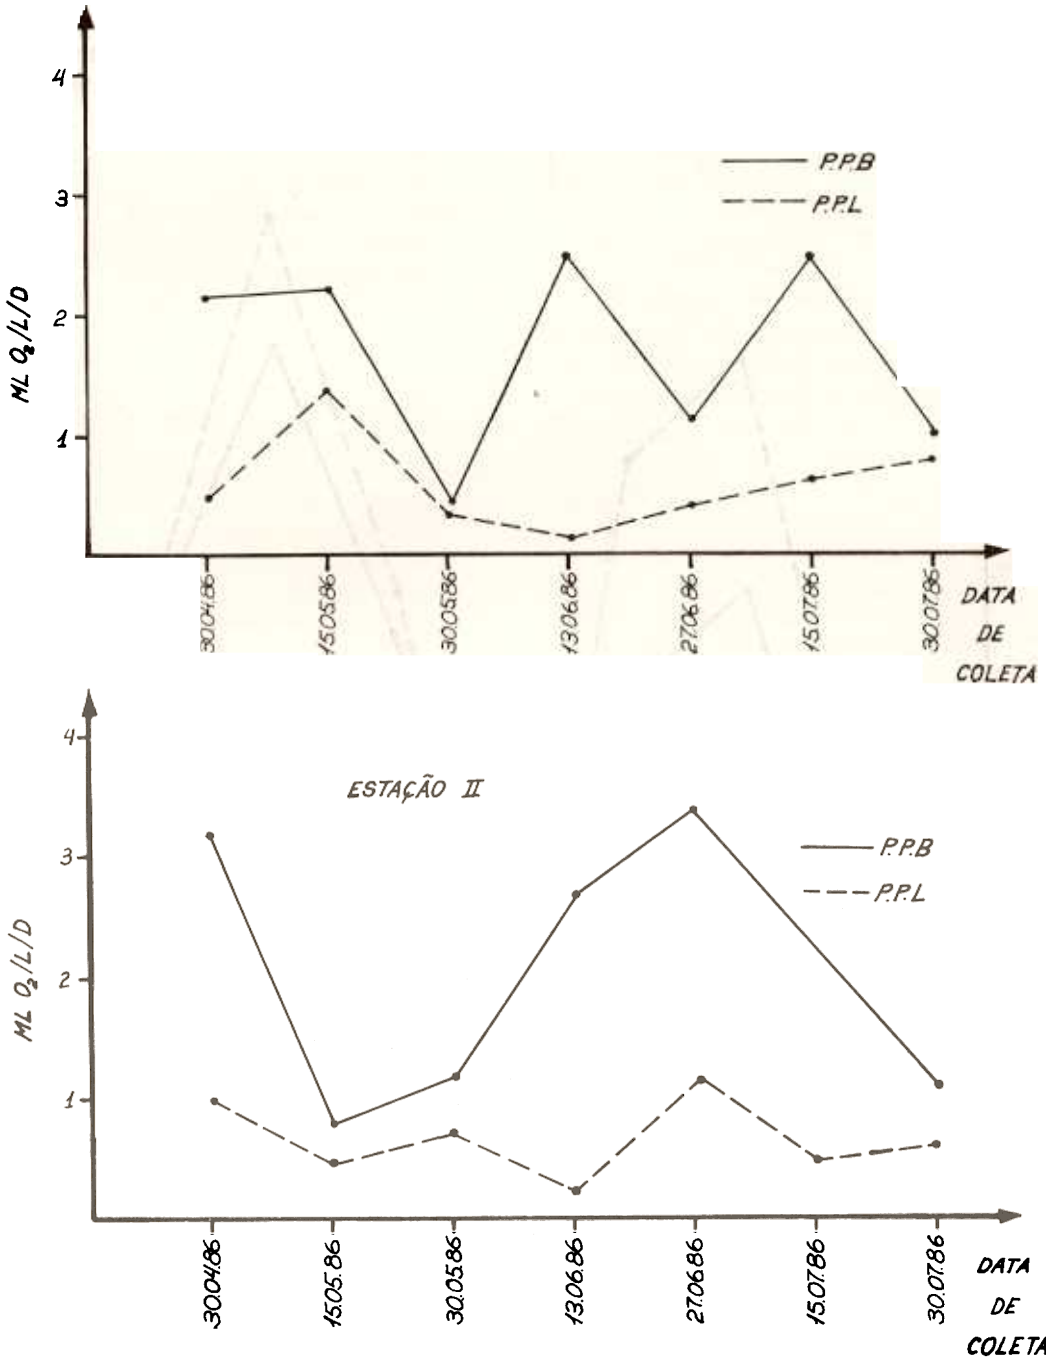 4
3
2
1
ML O₂/L/D
P.P.B
P.P.L
30.04.86
15.05.86
30.05.86
13.06.86
27.06.86
15.07.86
30.07.86
DATA
DE
COLETA
4
3
2
1
ML O₂/L/D
ESTAÇÃO II
P.P.B
P.P.L
30.04.86
15.05.86
30.05.86
13.06.86
27.06.86
15.07.86
30.07.86
DATA
DE
COLETA